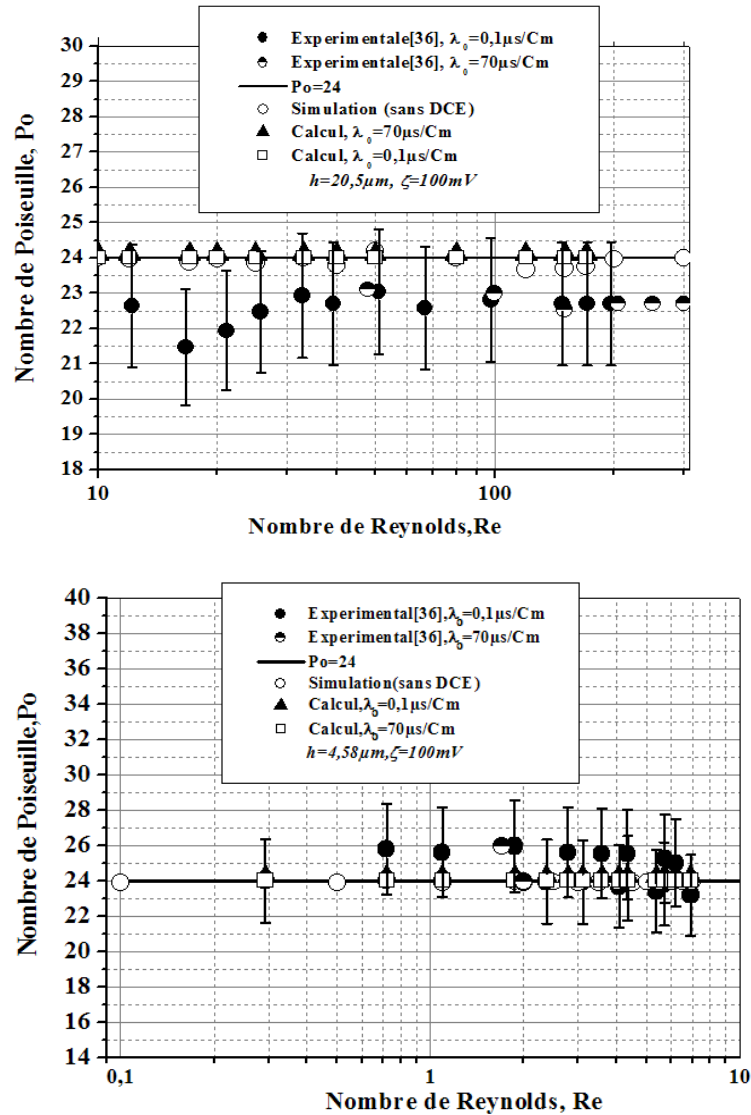 Experimentale[36], λ₀=0,1µs/Cm
Experimentale[36], λ₀=70µs/Cm
Po=24
Simulation (sans DCE)
Calcul, λ₀=70µs/Cm
Calcul, λ₀=0,1µs/Cm
h=20,5µm, ζ=100mV
Nombre de Poiseuille, Po
30
29
28
27
26
25
24
23
22
21
20
19
18
10
100
Nombre de Reynolds,Re
Experimental[36],λ₀=0,1µs/Cm
Experimental[36],λ₀=70µs/Cm
Po=24
Simulation(sans DCE)
Calcul,λ₀=0,1µs/Cm
Calcul,λ₀=70µs/Cm
h=4,58µm,ζ=100mV
Nombre de Poiseuille,Po
40
38
36
34
32
30
28
26
24
22
20
18
16
14
0,1
1
10
Nombre de Reynolds, Re